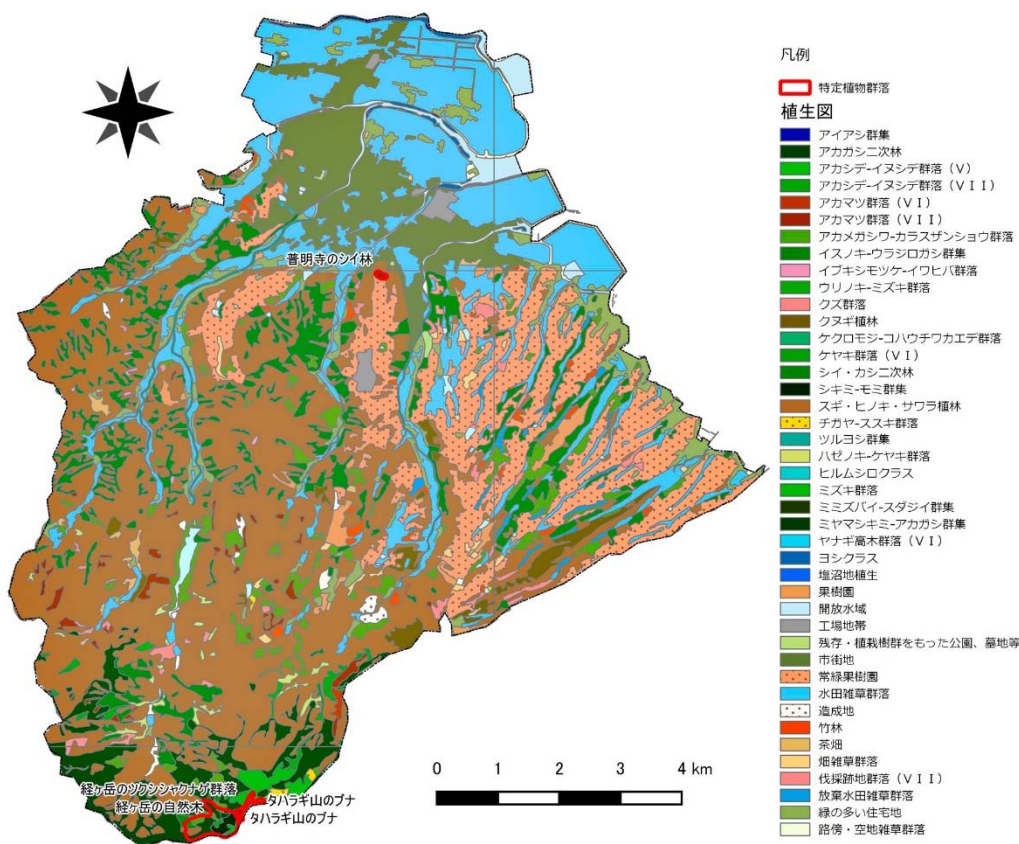 凡例
特定植物群落
植生図
アイアシ群集
アカガシ二次林
アカシデ-イヌシデ群落（V）
アカシデ-イヌシデ群落（VII）
アカマツ群落（VI）
アカマツ群落（VII）
アカメガシワ-カラスザンショウ群落
イスノキ-ウラジロガシ群集
イブキシモツケ-イワヒバ群落
ウリノキ-ミズキ群落
クズ群落
クヌギ植林
ケクロモジ-コハウチワカエデ群落
ケヤキ群落（VI）
シイ・カシ二次林
シキミ-モミ群集
スギ・ヒノキ・サワラ植林
チガヤ-ススキ群落
ツルヨシ群集
ハゼノキ-ケヤキ群落
ヒルムシロクラス
ミズキ群落
ミミズバイ-スダジイ群集
ミヤマシキミ-アカガシ群集
ヤナギ高木群落（VI）
ヨシクラス
塩沼地植生
果樹園
開放水域
工場地帯
残存・植栽樹群をもった公園、墓地等
市街地
常緑果樹園
水田雑草群落
造成地
竹林
茶畑
畑雑草群落
伐採跡地群落（VII）
放棄水田雑草群落
緑の多い住宅地
路傍・空地雑草群落
普明寺のシイ林
経ヶ岳のツクシシャクナゲ群落
経ヶ岳の自然木
タハラギ山のブナ
タハラギ山のブナ
0 1 2 3 4 km